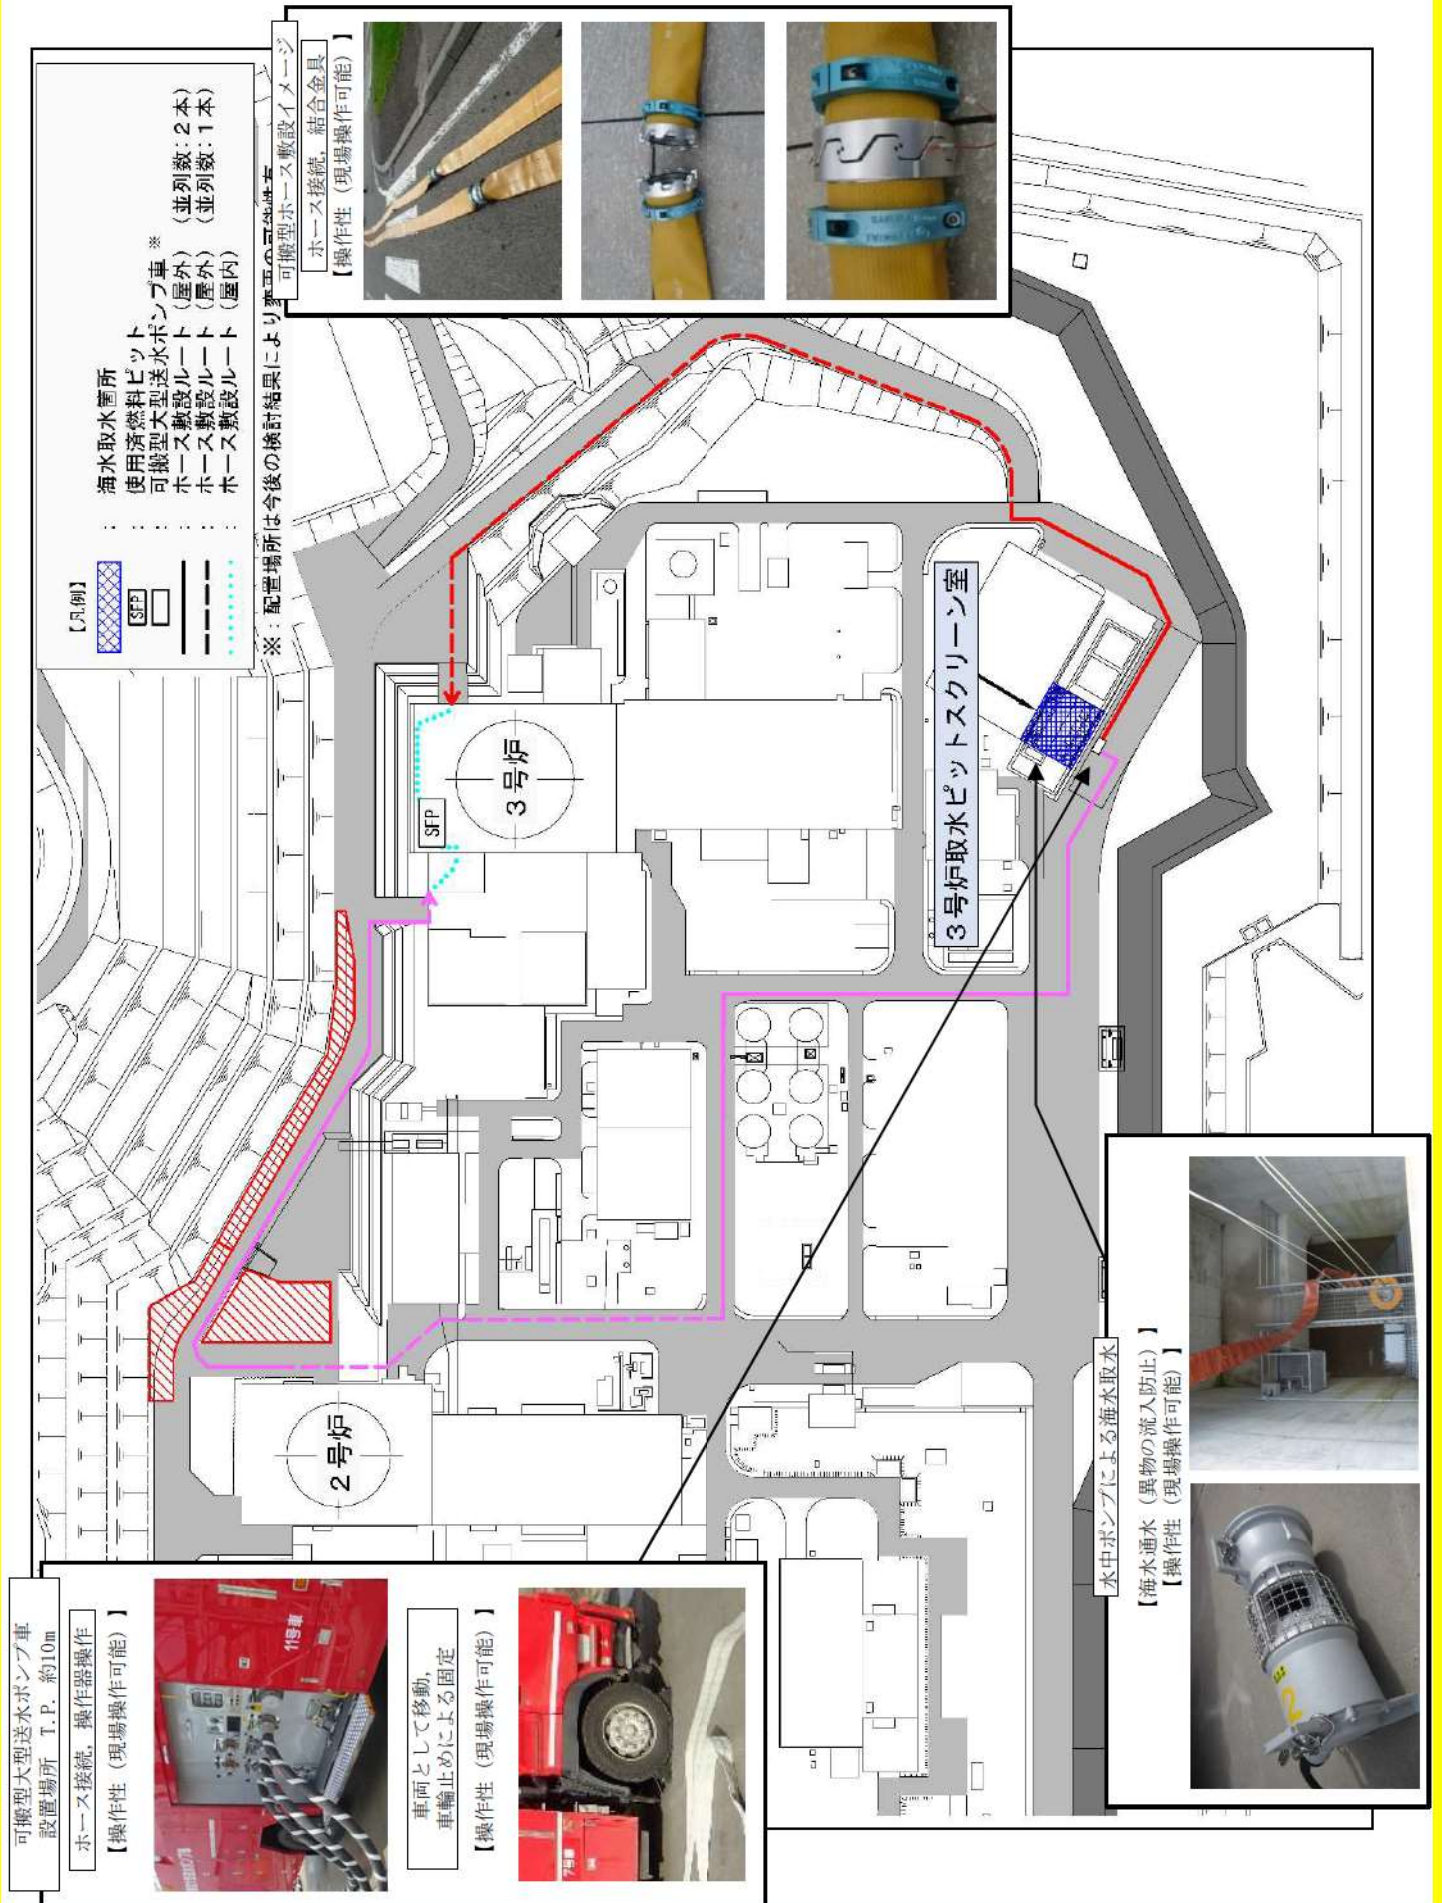 可搬型大型送水ポンプ車
設置場所 T.P. 約10m
ホース接続,操作器操作
【操作性(現場操作可能)】
11号車
車両として移動,
車輪止めによる固定
【操作性(現場操作可能)】
【凡例】
: 海水取水箇所
SFP : 使用済燃料ピット
: 可搬型大型送水ポンプ車※
: ホース敷設ルート(屋外) (並列数:2本)
: ホース敷設ルート(屋外) (並列数:1本)
: ホース敷設ルート(屋内)
※:配置場所は今後の検討結果により変更の可能性有
可搬型ホース敷設イメージ
ホース接続,結合金具
【操作性(現場操作可能)】
2号炉
3号炉
SFP
3号炉取水ピットスクリーン室
水中ポンプによる海水取水
【海水通水(異物の流入防止)】
【操作性(現場操作可能)】
2